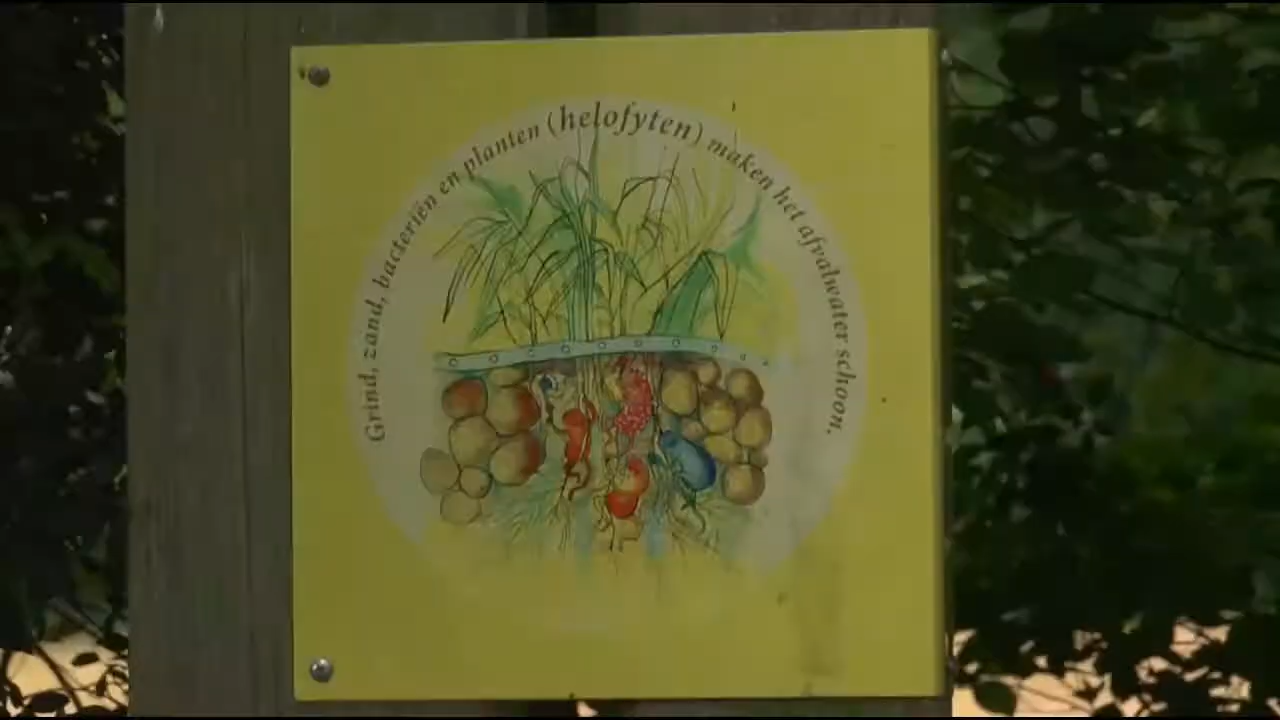 Grind, zand, bacteriën en planten (helofyten) maken het afvalwater schoon.